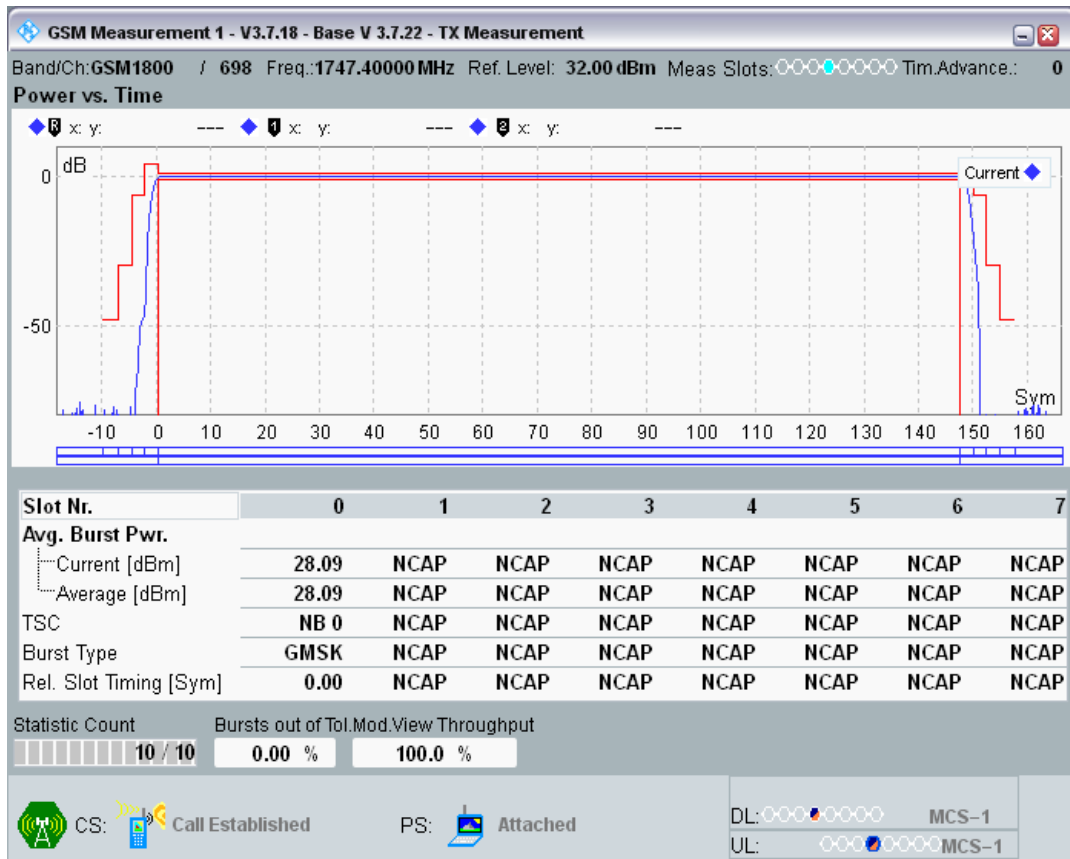 GSM Measurement 1 - V3.7.18 - Base V 3.7.22 - TX Measurement
Band/Ch:GSM1800 / 698 Freq.:1747.40000 MHz Ref. Level: 32.00 dBm Meas Slots: Tim.Advance.: 0
Power vs. Time
R x: y: --- 1 x: y: --- 2 x: y: ---
dB
Current
0
-50
Sym
-10 0 10 20 30 40 50 60 70 80 90 100 110 120 130 140 150 160
Slot Nr. 0 1 2 3 4 5 6 7
Avg. Burst Pwr.
Current [dBm] 28.09 NCAP NCAP NCAP NCAP NCAP NCAP NCAP
Average [dBm] 28.09 NCAP NCAP NCAP NCAP NCAP NCAP NCAP
TSC NB 0 NCAP NCAP NCAP NCAP NCAP NCAP NCAP
Burst Type GMSK NCAP NCAP NCAP NCAP NCAP NCAP NCAP
Rel. Slot Timing [Sym] 0.00 NCAP NCAP NCAP NCAP NCAP NCAP NCAP
Statistic Count Bursts out of Tol. Mod.View Throughput
10 / 10 0.00 % 100.0 %
CS: Call Established PS: Attached
DL: MCS-1
UL: MCS-1